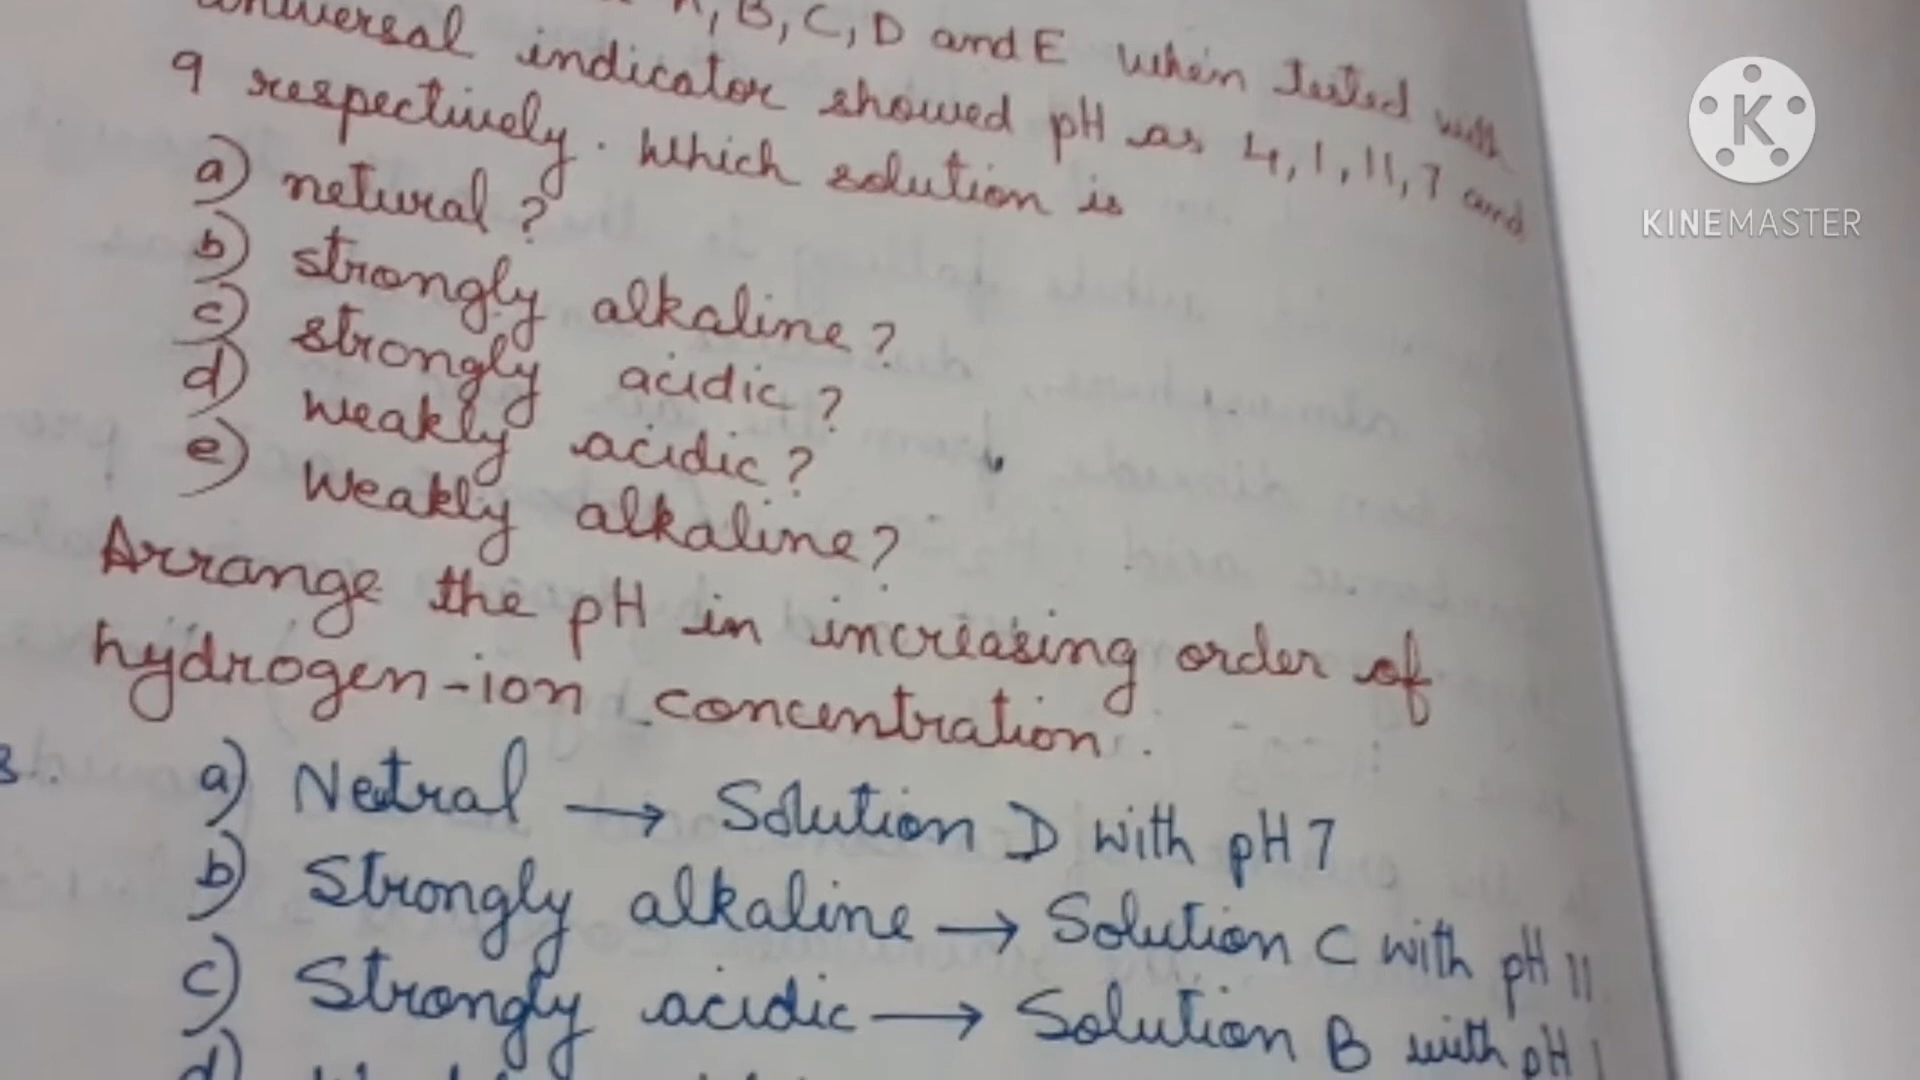 A, B, C, D and E when tested with
universal indicator showed pH as 4, 1, 11, 7 and
9 respectively. Which solution is
a) netural?
b) strongly alkaline?
c) strongly acidic?
d) weakly acidic?
e) Weakly alkaline?
Arrange the pH in increasing order of
hydrogen-ion concentration.
a) Netral → Solution D with pH 7
b) Strongly alkaline → Solution C with pH 11
c) Strongly acidic → Solution B with pH 1
d)
K
KINEMASTER